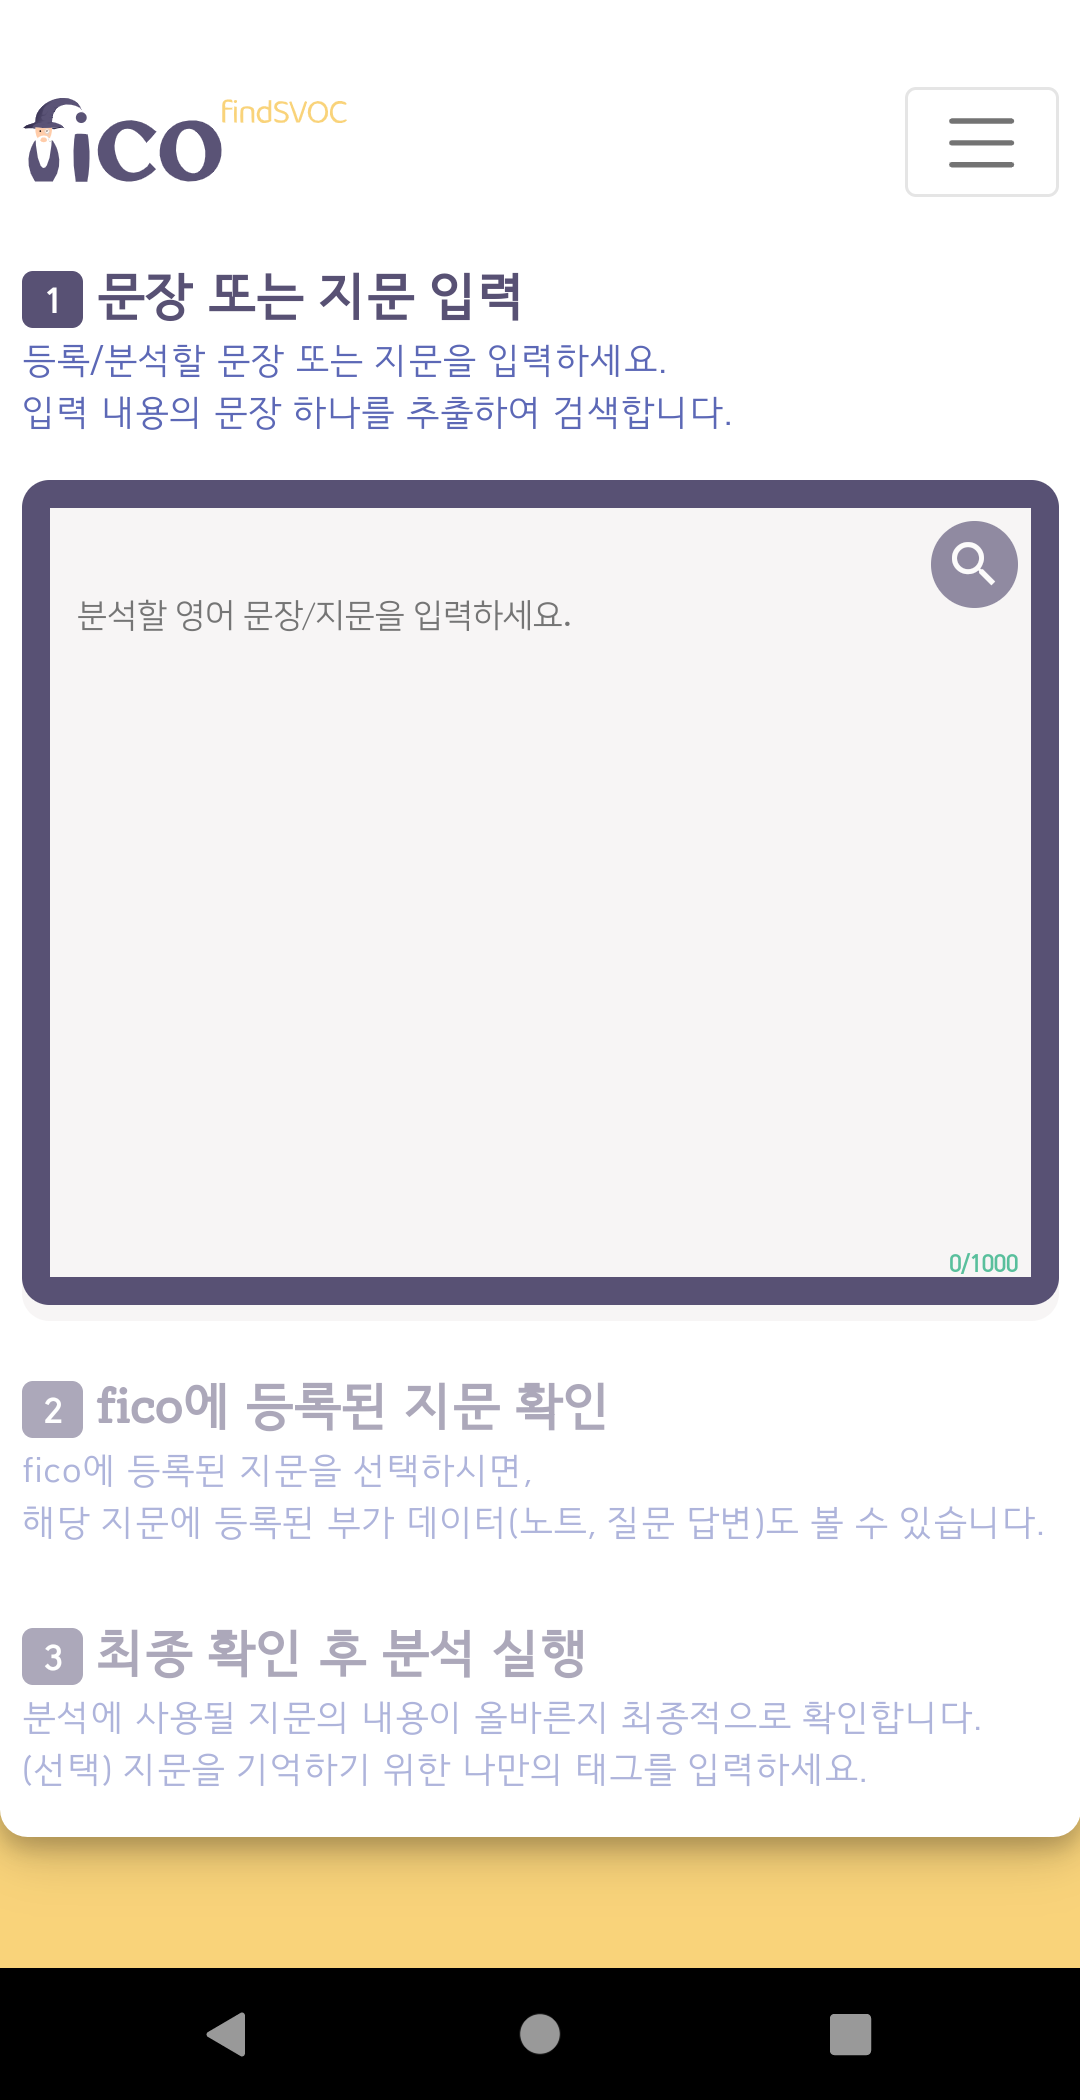 fico findSVOC
1 문장 또는 지문 입력
등록/분석할 문장 또는 지문을 입력하세요.
입력 내용의 문장 하나를 추출하여 검색합니다.
분석할 영어 문장/지문을 입력하세요.
0/1000
2 fico에 등록된 지문 확인
fico에 등록된 지문을 선택하시면,
해당 지문에 등록된 부가 데이터(노트, 질문 답변)도 볼 수 있습니다.
3 최종 확인 후 분석 실행
분석에 사용될 지문의 내용이 올바른지 최종적으로 확인합니다.
(선택) 지문을 기억하기 위한 나만의 태그를 입력하세요.